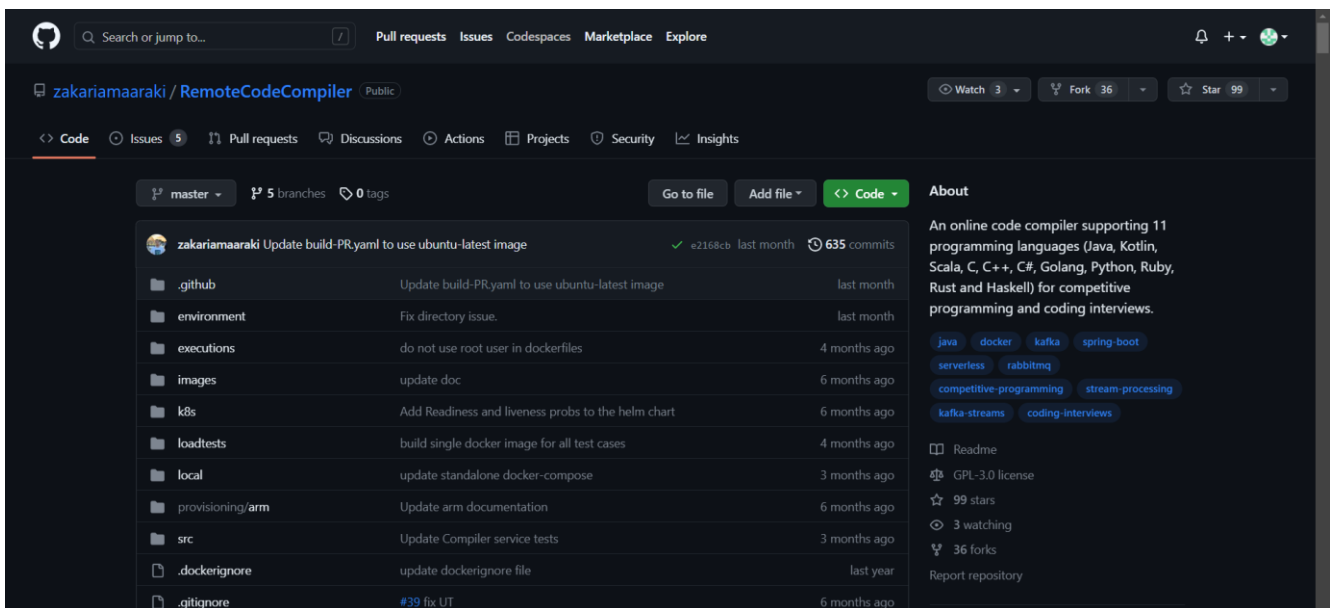 Search or jump to... / Pull requests Issues Codespaces Marketplace Explore
zakariamaaraki / RemoteCodeCompiler Public Watch 3 Fork 36 Star 99
Code Issues 5 Pull requests Discussions Actions Projects Security Insights
master 5 branches 0 tags Go to file Add file Code
zakariamaaraki Update build-PR.yaml to use ubuntu-latest image e2168cb last month 635 commits
.github Update build-PR.yaml to use ubuntu-latest image last month
environment Fix directory issue. last month
executions do not use root user in dockerfiles 4 months ago
images update doc 6 months ago
k8s Add Readiness and liveness probs to the helm chart 6 months ago
loadtests build single docker image for all test cases 4 months ago
local update standalone docker-compose 3 months ago
provisioning/arm Update arm documentation 6 months ago
src Update Compiler service tests 3 months ago
.dockerignore update dockerignore file last year
.gitignore #39 fix UT 6 months ago
About
An online code compiler supporting 11
programming languages (Java, Kotlin,
Scala, C, C++, C#, Golang, Python, Ruby,
Rust and Haskell) for competitive
programming and coding interviews.
java docker kafka spring-boot
serverless rabbitmq
competitive-programming stream-processing
kafka-streams coding-interviews
Readme
GPL-3.0 license
99 stars
3 watching
36 forks
Report repository